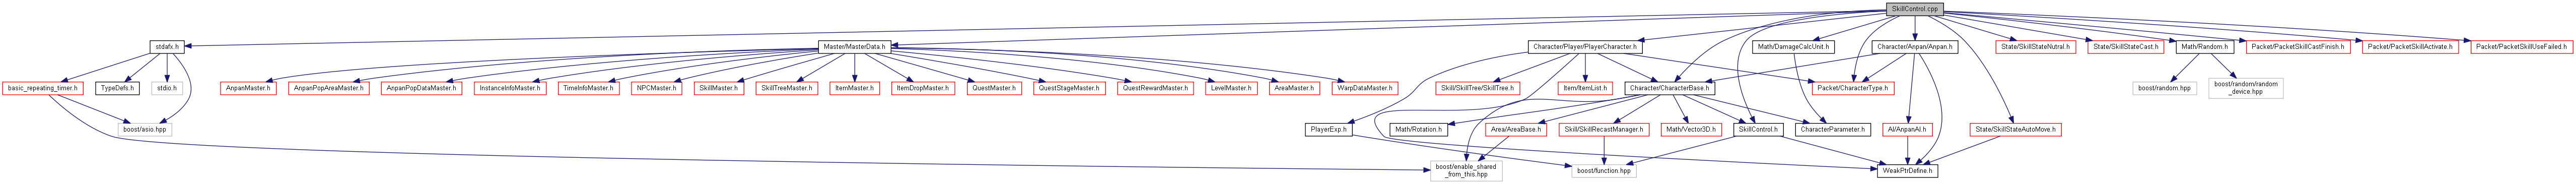 SkillControl.cpp
stdafx.h
Master/MasterData.h
Character/Player/PlayerCharacter.h
Math/DamageCalcUnit.h
Character/Anpan/Anpan.h
State/SkillStateNutral.h
State/SkillStateCast.h
Math/Random.h
Packet/PacketSkillCastFinish.h
Packet/PacketSkillActivate.h
Packet/PacketSkillUseFailed.h
basic_repeating_timer.h
TypeDefs.h
stdio.h
AnpanMaster.h
AnpanPopAreaMaster.h
AnpanPopDataMaster.h
InstanceInfoMaster.h
TimeInfoMaster.h
NPCMaster.h
SkillMaster.h
SkillTreeMaster.h
ItemMaster.h
ItemDropMaster.h
QuestMaster.h
QuestStageMaster.h
QuestRewardMaster.h
LevelMaster.h
AreaMaster.h
WarpDataMaster.h
Skill/SkillTree/SkillTree.h
Item/ItemList.h
Character/CharacterBase.h
Packet/CharacterType.h
boost/random.hpp
boost/random/random
_device.hpp
boost/asio.hpp
PlayerExp.h
Math/Rotation.h
Area/AreaBase.h
Skill/SkillRecastManager.h
Math/Vector3D.h
SkillControl.h
CharacterParameter.h
AI/AnpanAI.h
State/SkillStateAutoMove.h
boost/enable_shared
_from_this.hpp
boost/function.hpp
WeakPtrDefine.h